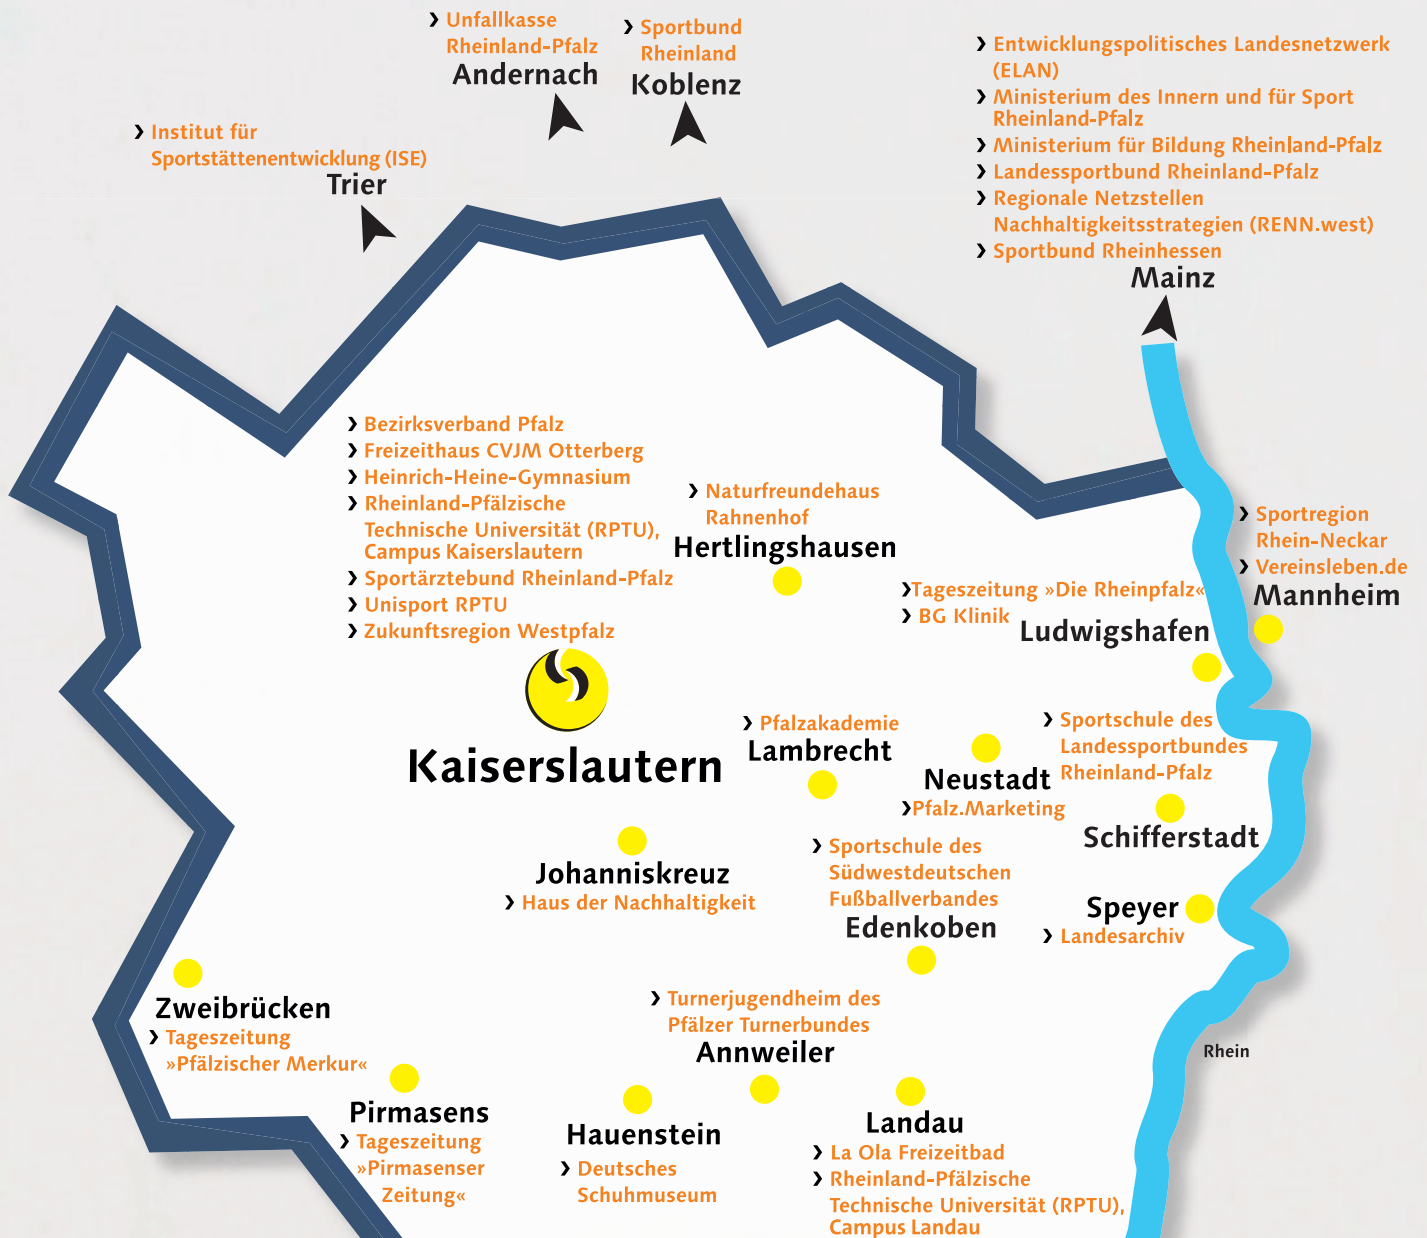 › Unfallkasse
Rheinland-Pfalz
Andernach
› Sportbund
Rheinland
Koblenz
› Entwicklungspolitisches Landesnetzwerk
(ELAN)
› Ministerium des Innern und für Sport
Rheinland-Pfalz
› Ministerium für Bildung Rheinland-Pfalz
› Landessportbund Rheinland-Pfalz
› Regionale Netzstellen
Nachhaltigkeitsstrategien (RENN.west)
› Sportbund Rheinhessen
Mainz
› Institut für
Sportstättenentwicklung (ISE)
Trier
› Bezirksverband Pfalz
› Freizeithaus CVJM Otterberg
› Heinrich-Heine-Gymnasium
› Rheinland-Pfälzische
Technische Universität (RPTU),
Campus Kaiserslautern
› Sportärztebund Rheinland-Pfalz
› Unisport RPTU
› Zukunftsregion Westpfalz
Kaiserslautern
› Naturfreundehaus
Rahnenhof
Hertlingshausen
› Sportregion
Rhein-Neckar
› Vereinsleben.de
Mannheim
›Tageszeitung »Die Rheinpfalz«
› BG Klinik
Ludwigshafen
› Pfalzakademie
Lambrecht
Neustadt
›Pfalz.Marketing
› Sportschule des
Landessportbundes
Rheinland-Pfalz
Schifferstadt
Johanniskreuz
› Haus der Nachhaltigkeit
› Sportschule des
Südwestdeutschen
Fußballverbandes
Edenkoben
Speyer
› Landesarchiv
Zweibrücken
› Tageszeitung
»Pfälzischer Merkur«
› Turnerjugendheim des
Pfälzer Turnerbundes
Annweiler
Rhein
Pirmasens
› Tageszeitung
»Pirmasenser
Zeitung«
Hauenstein
› Deutsches
Schuhmuseum
Landau
› La Ola Freizeitbad
› Rheinland-Pfälzische
Technische Universität (RPTU),
Campus Landau